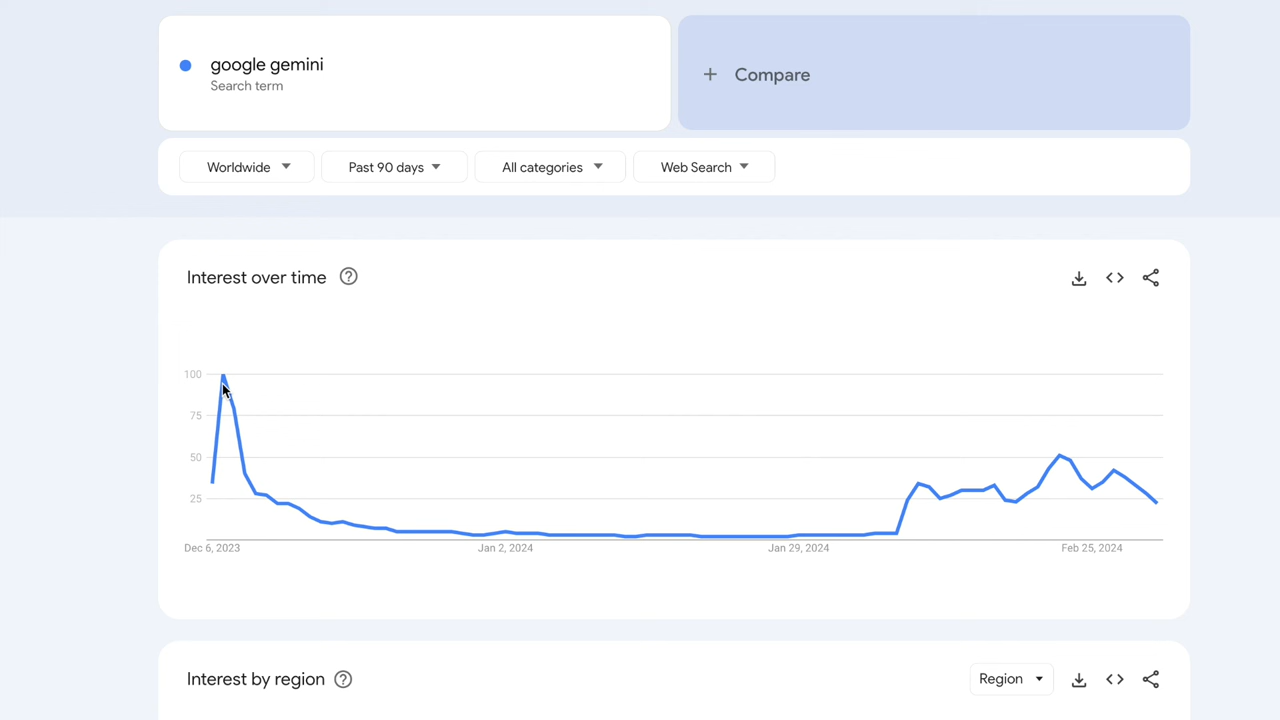 google gemini
Search term
+ Compare
Worldwide
Past 90 days
All categories
Web Search
Interest over time
100
75
50
25
Dec 6, 2023
Jan 2, 2024
Jan 29, 2024
Feb 25, 2024
Interest by region
Region